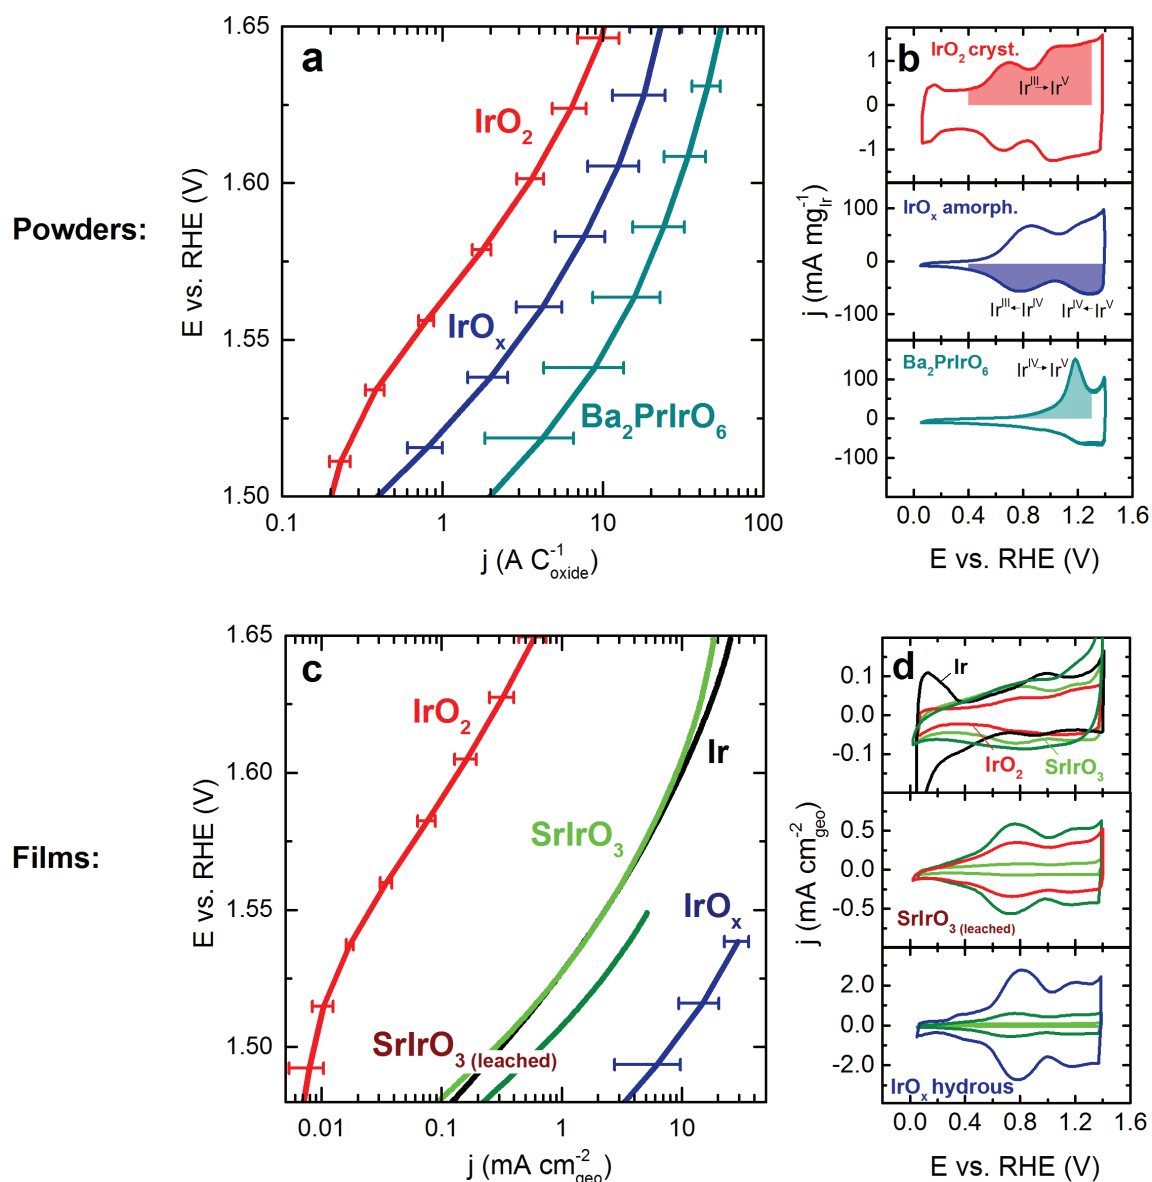 Powders:
a
1.65
1.60
1.55
1.50
E vs. RHE (V)
IrO2
IrOx
Ba2PrIrO6
0.1 1 10 100
j (A C-1oxide)
b
IrO2 cryst.
IrIII→IrV
1
0
-1
IrOx amorph.
100
0
-100
IrIII←IrIV IrIV←IrV
j (mA mg-1Ir)
Ba2PrIrO6
IrIV→IrV
100
0
-100
0.0 0.4 0.8 1.2 1.6
E vs. RHE (V)
Films:
c
1.65
1.60
1.55
1.50
E vs. RHE (V)
IrO2
Ir
SrIrO3
IrOx
SrIrO3 (leached)
0.01 0.1 1 10
j (mA cm-2geo)
d
Ir
0.1
0.0
-0.1
IrO2
SrIrO3
0.5
0.0
-0.5
SrIrO3 (leached)
j (mA cm-2geo)
2.0
0.0
-2.0
IrOx hydrous
0.0 0.4 0.8 1.2 1.6
E vs. RHE (V)